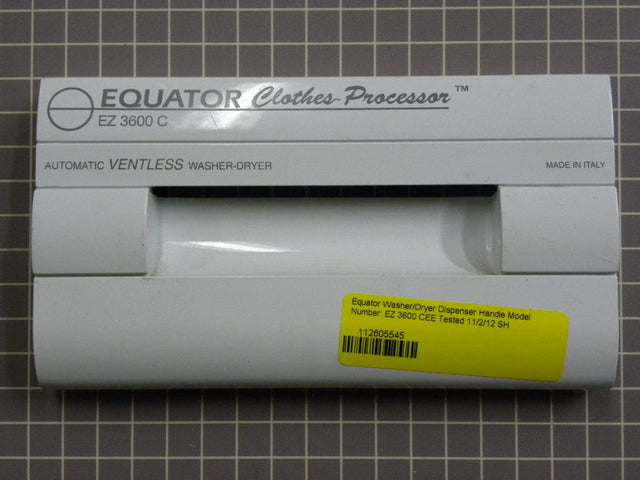 EQUATOR Clothes-Processor™
EZ 3600 C
AUTOMATIC VENTLESS WASHER-DRYER MADE IN ITALY
Equator Washer/Dryer Dispenser Handle Model
Number: EZ 3600 CEE Tested 11/2/12 SH
112605545